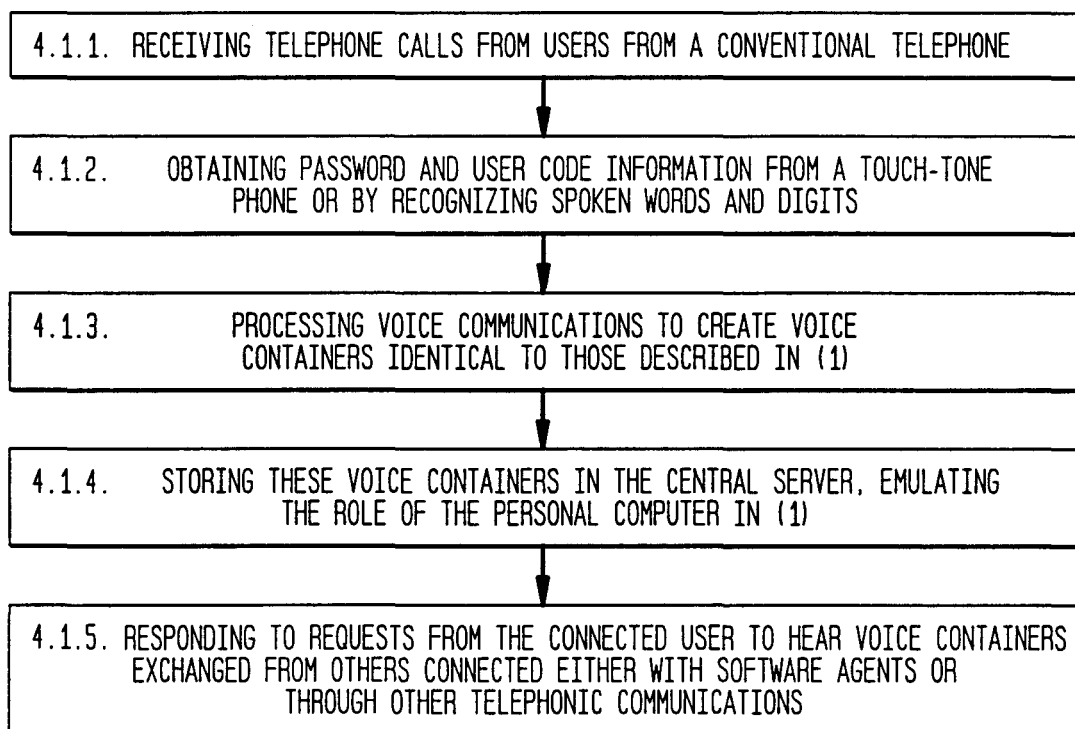 4.1.1. RECEIVING TELEPHONE CALLS FROM USERS FROM A CONVENTIONAL TELEPHONE
4.1.2. OBTAINING PASSWORD AND USER CODE INFORMATION FROM A TOUCH-TONE
PHONE OR BY RECOGNIZING SPOKEN WORDS AND DIGITS
4.1.3. PROCESSING VOICE COMMUNICATIONS TO CREATE VOICE
CONTAINERS IDENTICAL TO THOSE DESCRIBED IN (1)
4.1.4. STORING THESE VOICE CONTAINERS IN THE CENTRAL SERVER, EMULATING
THE ROLE OF THE PERSONAL COMPUTER IN (1)
4.1.5. RESPONDING TO REQUESTS FROM THE CONNECTED USER TO HEAR VOICE CONTAINERS
EXCHANGED FROM OTHERS CONNECTED EITHER WITH SOFTWARE AGENTS OR
THROUGH OTHER TELEPHONIC COMMUNICATIONS